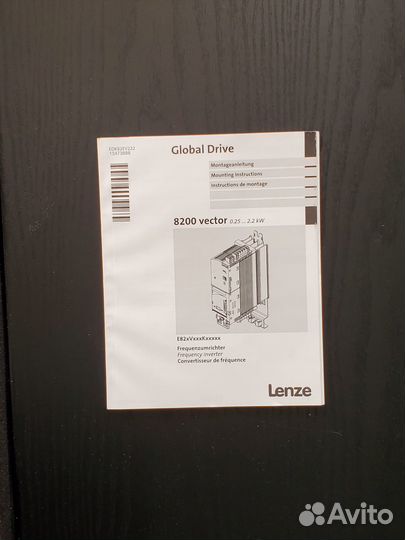 EDK82EV222
13473888
Global Drive
Montageanleitung
Mounting Instructions
Instructions de montage
8200 vector 0.25 ... 2.2 kW
E82xVxxxKxxxxx
Frequenzumrichter
Frequency inverter
Convertisseur de fréquence
Lenze
Avito